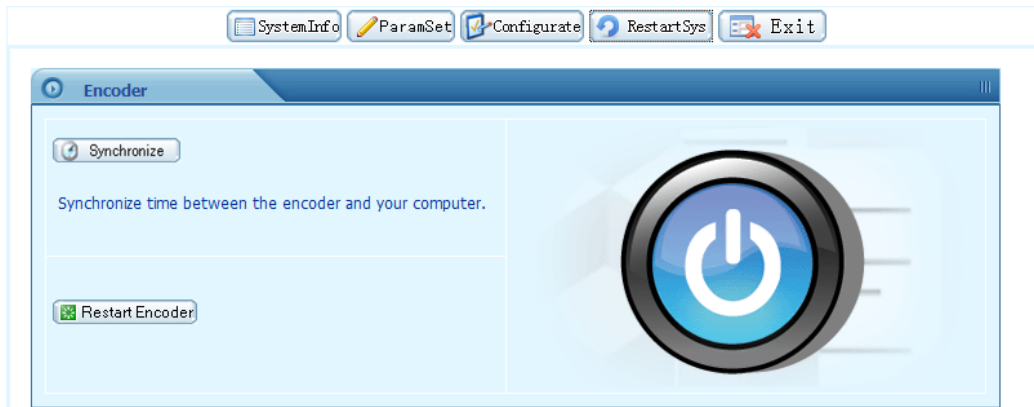 SystemInfo ParamSet Configurate RestartSys Exit
Encoder
Synchronize
Synchronize time between the encoder and your computer.
Restart Encoder